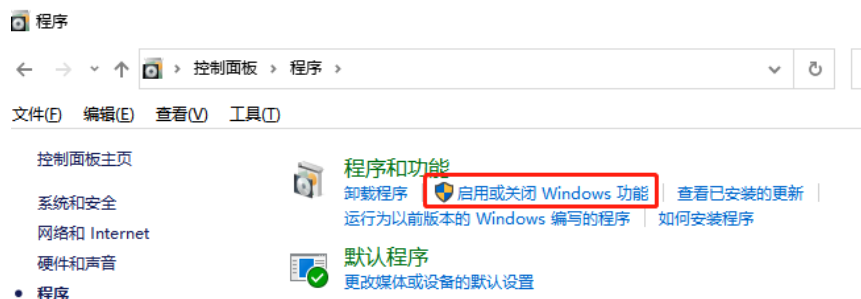 程序
控制面板 > 程序 >
文件(F) 编辑(E) 查看(V) 工具(T)
控制面板主页
系统和安全
网络和 Internet
硬件和声音
程序
程序和功能
卸载程序 启用或关闭 Windows 功能 查看已安装的更新
运行为以前版本的 Windows 编写的程序 如何安装程序
默认程序
更改媒体或设备的默认设置